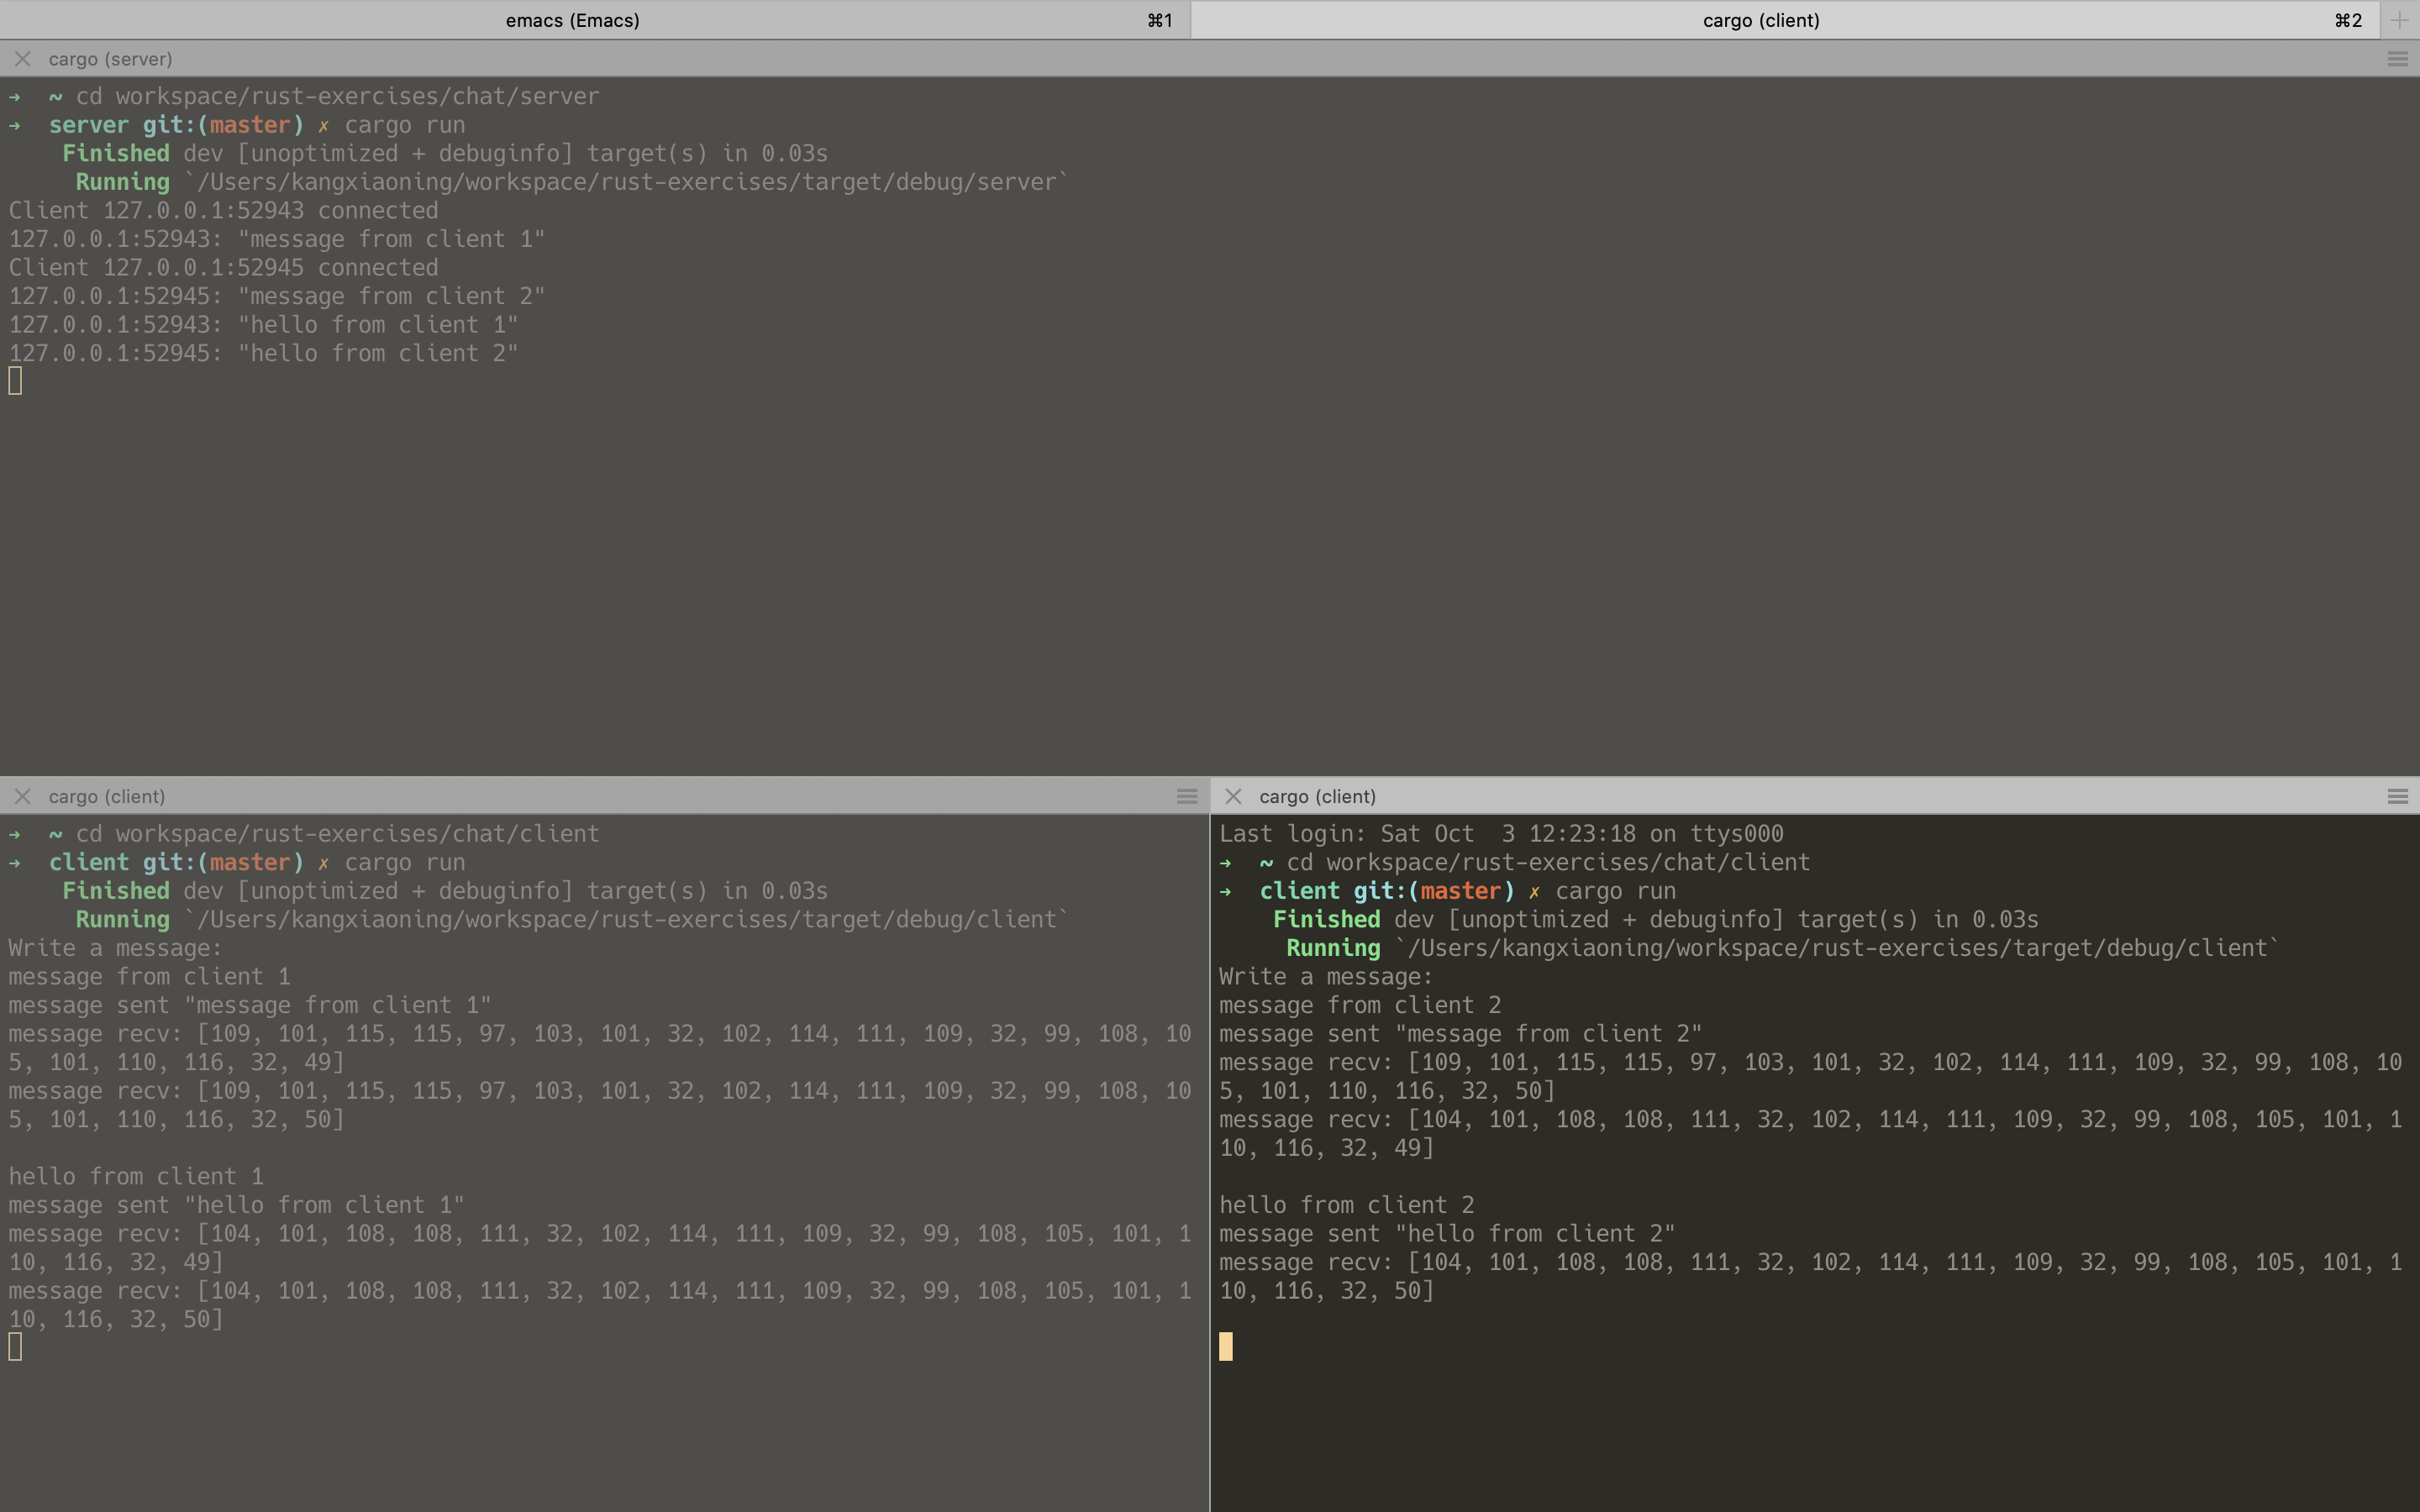 emacs (Emacs) ⌘1 cargo (client) ⌘2
cargo (server)
➜ ~ cd workspace/rust-exercises/chat/server
➜ server git:(master) ✗ cargo run
Finished dev [unoptimized + debuginfo] target(s) in 0.03s
Running `/Users/kangxiaoning/workspace/rust-exercises/target/debug/server`
Client 127.0.0.1:52943 connected
127.0.0.1:52943: "message from client 1"
Client 127.0.0.1:52945 connected
127.0.0.1:52945: "message from client 2"
127.0.0.1:52943: "hello from client 1"
127.0.0.1:52945: "hello from client 2"
cargo (client)
➜ ~ cd workspace/rust-exercises/chat/client
➜ client git:(master) ✗ cargo run
Finished dev [unoptimized + debuginfo] target(s) in 0.03s
Running `/Users/kangxiaoning/workspace/rust-exercises/target/debug/client`
Write a message:
message from client 1
message sent "message from client 1"
message recv: [109, 101, 115, 115, 97, 103, 101, 32, 102, 114, 111, 109, 32, 99, 108, 10
5, 101, 110, 116, 32, 49]
message recv: [109, 101, 115, 115, 97, 103, 101, 32, 102, 114, 111, 109, 32, 99, 108, 10
5, 101, 110, 116, 32, 50]
hello from client 1
message sent "hello from client 1"
message recv: [104, 101, 108, 108, 111, 32, 102, 114, 111, 109, 32, 99, 108, 105, 101, 1
10, 116, 32, 49]
message recv: [104, 101, 108, 108, 111, 32, 102, 114, 111, 109, 32, 99, 108, 105, 101, 1
10, 116, 32, 50]
cargo (client)
Last login: Sat Oct  3 12:23:18 on ttys000
➜ ~ cd workspace/rust-exercises/chat/client
➜ client git:(master) ✗ cargo run
Finished dev [unoptimized + debuginfo] target(s) in 0.03s
Running `/Users/kangxiaoning/workspace/rust-exercises/target/debug/client`
Write a message:
message from client 2
message sent "message from client 2"
message recv: [109, 101, 115, 115, 97, 103, 101, 32, 102, 114, 111, 109, 32, 99, 108, 10
5, 101, 110, 116, 32, 50]
message recv: [104, 101, 108, 108, 111, 32, 102, 114, 111, 109, 32, 99, 108, 105, 101, 1
10, 116, 32, 49]
hello from client 2
message sent "hello from client 2"
message recv: [104, 101, 108, 108, 111, 32, 102, 114, 111, 109, 32, 99, 108, 105, 101, 1
10, 116, 32, 50]